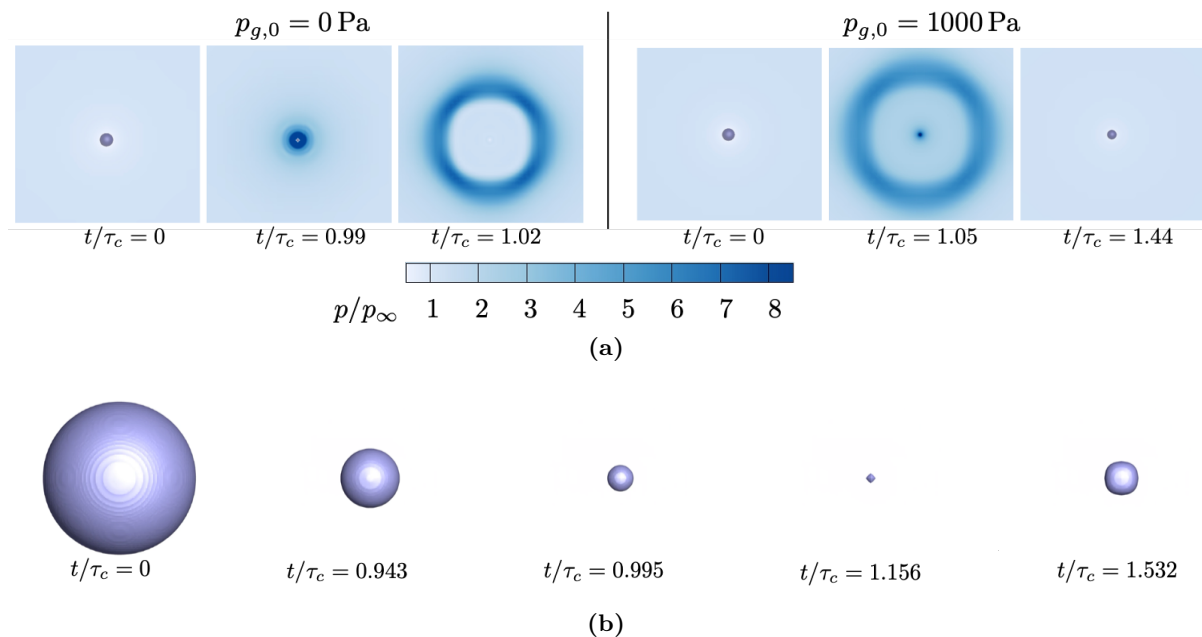 p_{g,0} = 0 Pa
p_{g,0} = 1000 Pa
t/τ_c = 0
t/τ_c = 0.99
t/τ_c = 1.02
t/τ_c = 0
t/τ_c = 1.05
t/τ_c = 1.44
p/p_∞ 1 2 3 4 5 6 7 8
(a)
t/τ_c = 0
t/τ_c = 0.943
t/τ_c = 0.995
t/τ_c = 1.156
t/τ_c = 1.532
(b)